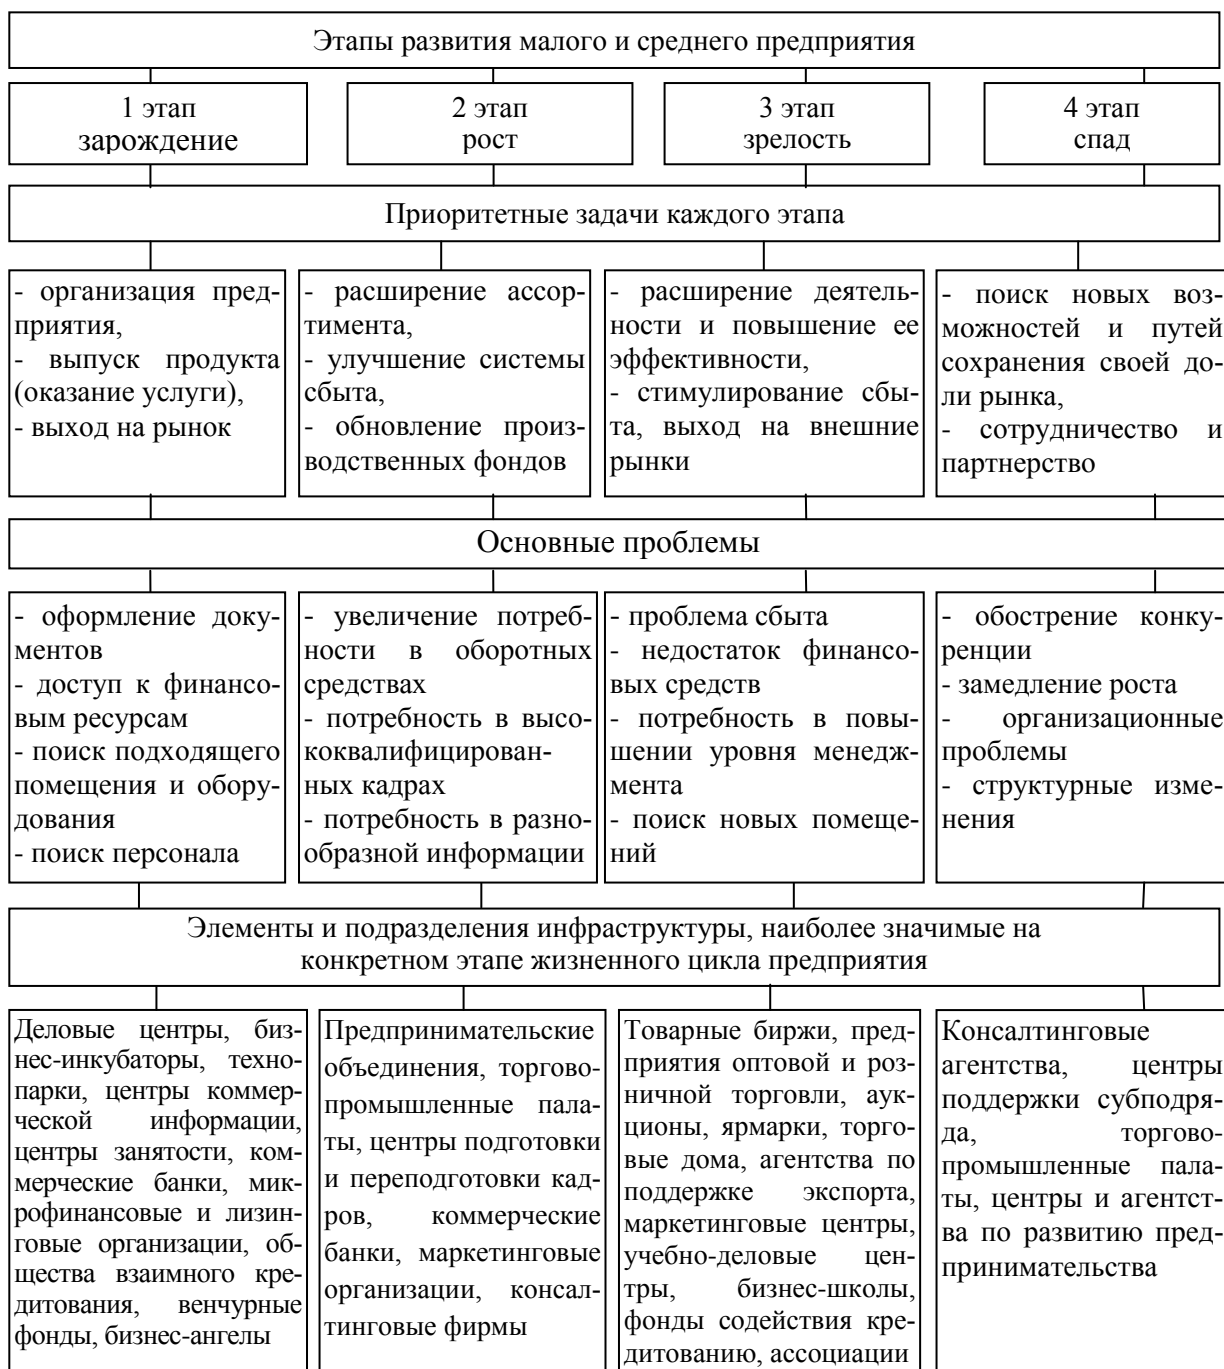 Этапы развития малого и среднего предприятия
1 этап
зарождение
2 этап
рост
3 этап
зрелость
4 этап
спад
Приоритетные задачи каждого этапа
- организация пред-
приятия,
- выпуск продукта
(оказание услуги),
- выход на рынок
- расширение ассор-
тимента,
- улучшение системы
сбыта,
- обновление произ-
водственных фондов
- расширение деятель-
ности и повышение ее
эффективности,
- стимулирование сбы-
та, выход на внешние
рынки
- поиск новых воз-
можностей и путей
сохранения своей до-
ли рынка,
- сотрудничество и
партнерство
Основные проблемы
- оформление доку-
ментов
- доступ к финансо-
вым ресурсам
- поиск подходящего
помещения и обору-
дования
- поиск персонала
- увеличение потреб-
ности в оборотных
средствах
- потребность в высо-
коквалифицирован-
ных кадрах
- потребность в разно-
образной информации
- проблема сбыта
- недостаток финансо-
вых средств
- потребность в повы-
шении уровня менедж-
мента
- поиск новых помеще-
ний
- обострение конку-
ренции
- замедление роста
- организационные
проблемы
- структурные изме-
нения
Элементы и подразделения инфраструктуры, наиболее значимые на
конкретном этапе жизненного цикла предприятия
Деловые центры, биз-
нес-инкубаторы, техно-
парки, центры коммер-
ческой информации,
центры занятости, ком-
мерческие банки, мик-
рофинансовые и лизин-
говые организации, об-
щества взаимного кре-
дитования, венчурные
фонды, бизнес-ангелы
Предпринимательские
объединения, торгово-
промышленные пала-
ты, центры подготовки
и переподготовки кад-
ров, коммерческие
банки, маркетинговые
организации, консал-
тинговые фирмы
Товарные биржи, пред-
приятия оптовой и роз-
ничной торговли, аук-
ционы, ярмарки, торго-
вые дома, агентства по
поддержке экспорта,
маркетинговые центры,
учебно-деловые цен-
тры, бизнес-школы,
фонды содействия кре-
дитованию, ассоциации
Консалтинговые
агентства, центры
поддержки субподря-
да, торгово-
промышленные пала-
ты, центры и агентст-
ва по развитию пред-
принимательства